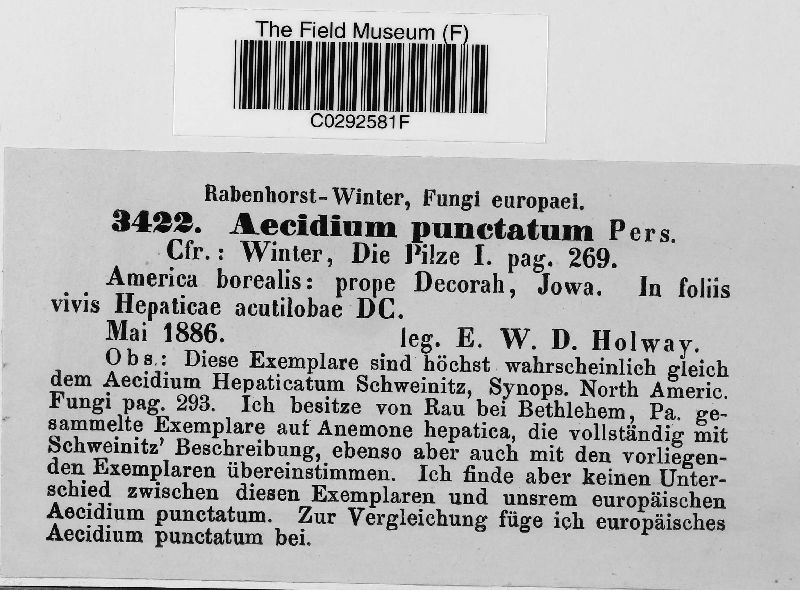 The Field Museum (F)
C0292581F
Rabenhorst-Winter, Fungi europaei.
3422. Aecidium punctatum Pers.
Cfr.: Winter, Die Pilze I. pag. 269.
America borealis: prope Decorah, Jowa. In foliis
vivis Hepaticae acutilobae DC.
Mai 1886. leg. E. W. D. Holway.
Obs.: Diese Exemplare sind höchst wahrscheinlich gleich
dem Aecidium Hepaticatum Schweinitz, Synops. North Americ.
Fungi pag. 293. Ich besitze von Rau bei Bethlehem, Pa. ge-
sammelte Exemplare auf Anemone hepatica, die vollständig mit
Schweinitz' Beschreibung, ebenso aber auch mit den vorliegen-
den Exemplaren übereinstimmen. Ich finde aber keinen Unter-
schied zwischen diesen Exemplaren und unsrem europäischen
Aecidium punctatum. Zur Vergleichung füge ich europäisches
Aecidium punctatum bei.